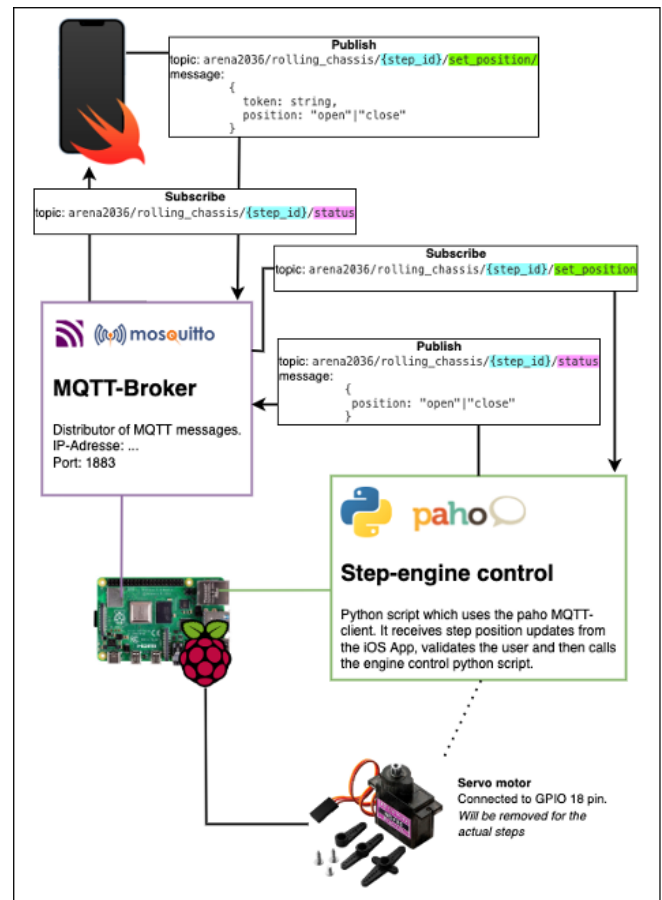 Publish
topic: arena2036/rolling_chassis/{step_id}/set_position/
message:
{
token: string,
position: "open"|"close"
}
Subscribe
topic: arena2036/rolling_chassis/{step_id}/status
Subscribe
topic: arena2036/rolling_chassis/{step_id}/set_position
mosquitto
MQTT-Broker
Distributor of MQTT messages.
IP-Adresse: ...
Port: 1883
Publish
topic: arena2036/rolling_chassis/{step_id}/status
message:
{
position: "open"|"close"
}
paho
Step-engine control
Python script which uses the paho MQTT-
client. It receives step position updates from
the iOS App, validates the user and then calls
the engine control python script.
Servo motor
Connected to GPIO 18 pin.
Will be removed for the
actual steps